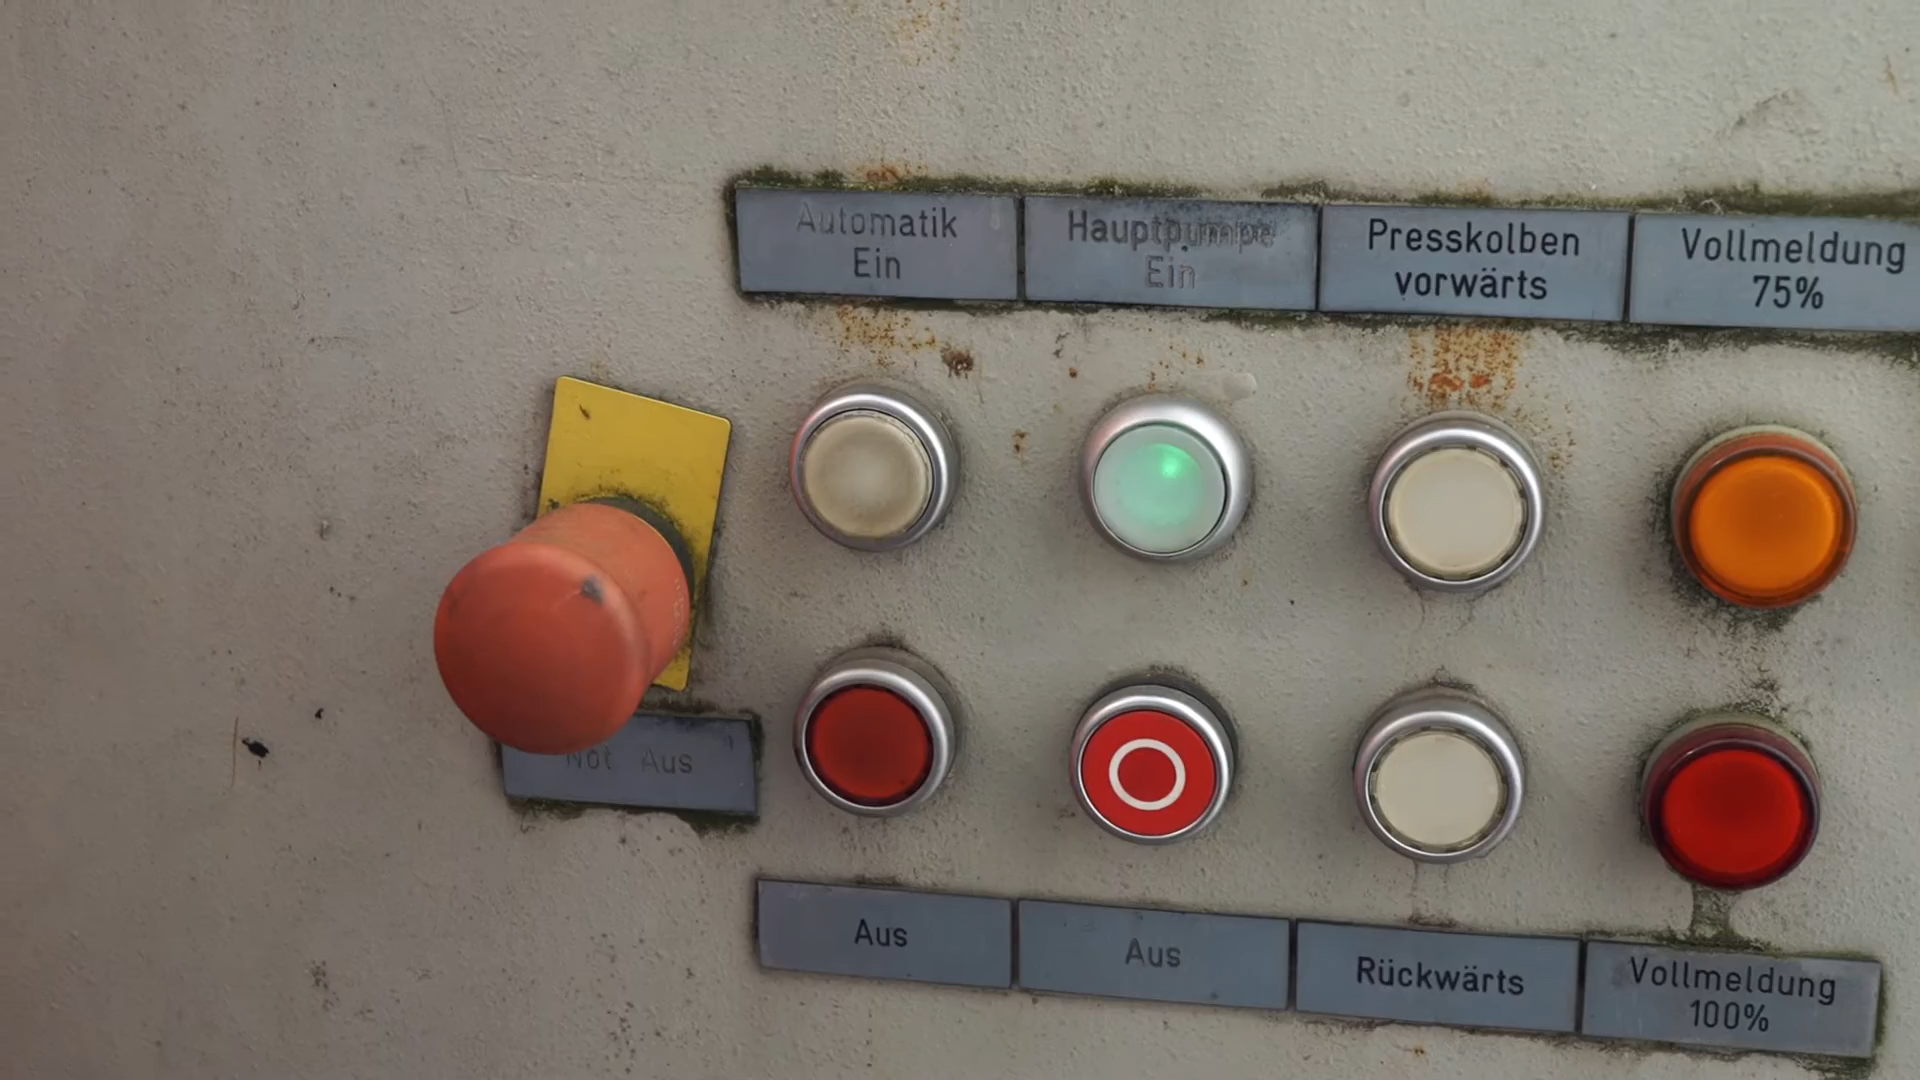 Automatik
Ein
Hauptpumpe
Ein
Presskolben
vorwärts
Vollmeldung
75%
Not Aus
Aus
Aus
Rückwärts
Vollmeldung
100%